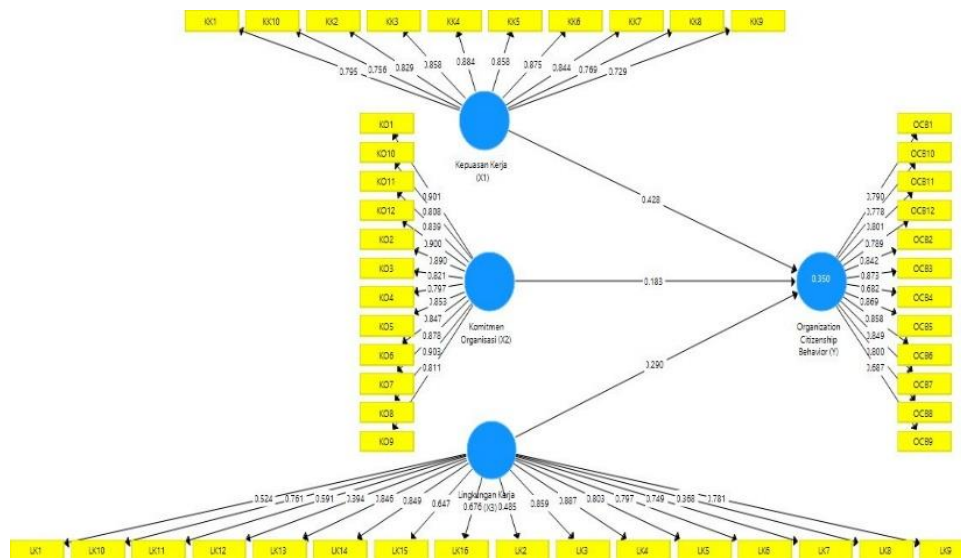 KK1 KK10 KK2 KK3 KK4 KK5 KK6 KK7 KK8 KK9
0.795 0.756 0.829 0.858 0.884 0.858 0.875 0.844 0.769 0.729
Kepuasan Kerja
(X1)
KO1
KO10
KO11
KO12
KO2
KO3
KO4
KO5
KO6
KO7
KO8
KO9
0.901
0.808
0.839
0.900
0.890
0.821
0.797
0.853
0.847
0.878
0.903
0.811
Komitmen
Organisasi (X2)
0.428
0.183
0.290
0.350
Organization
Citizenship
Behavior (Y)
0.790
0.778
0.801
0.789
0.842
0.873
0.682
0.869
0.858
0.849
0.800
0.687
OCB1
OCB10
OCB11
OCB12
OCB2
OCB3
OCB4
OCB5
OCB6
OCB7
OCB8
OCB9
Lingkungan Kerja
(X3)
0.524 0.761 0.591 0.394 0.846 0.849 0.647 0.676 0.485 0.859 0.887 0.803 0.797 0.749 0.368 0.781
LK1 LK10 LK11 LK12 LK13 LK14 LK15 LK16 LK2 LK3 LK4 LK5 LK6 LK7 LK8 LK9